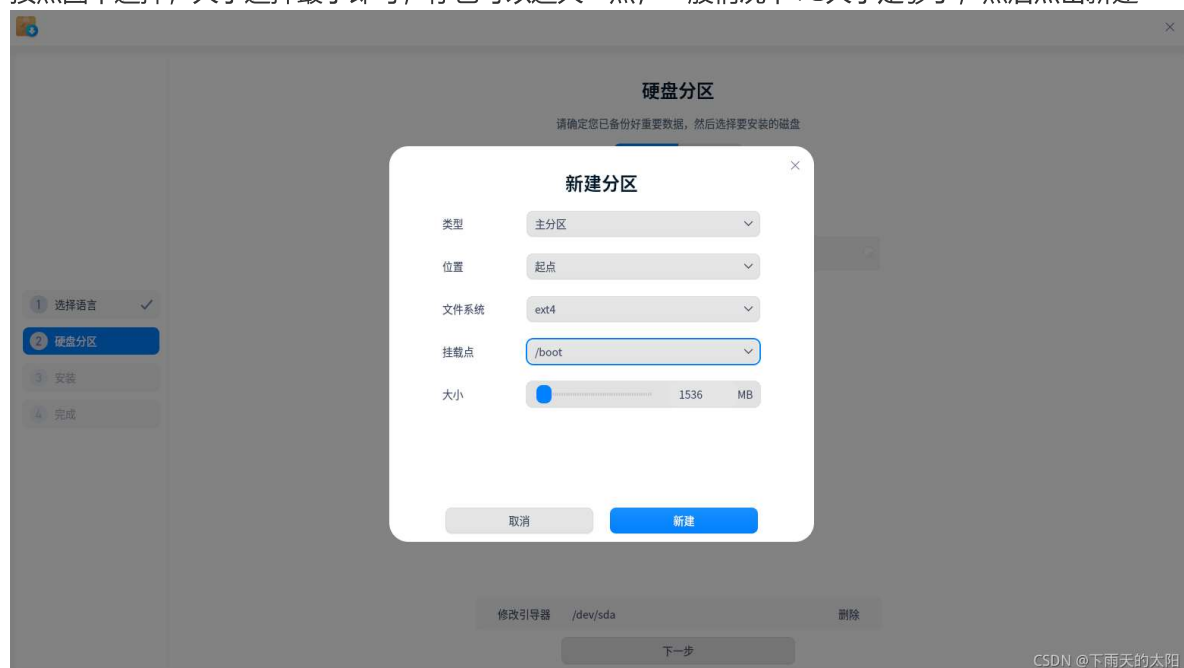 硬盘分区
请确定您已备份好重要数据，然后选择要安装的磁盘
新建分区
类型 主分区
位置 起点
文件系统 ext4
挂载点 /boot
大小 1536 MB
取消 新建
1 选择语言
2 硬盘分区
3 安装
4 完成
修改引导器 /dev/sda 删除
下一步
CSDN @下雨天的太阳